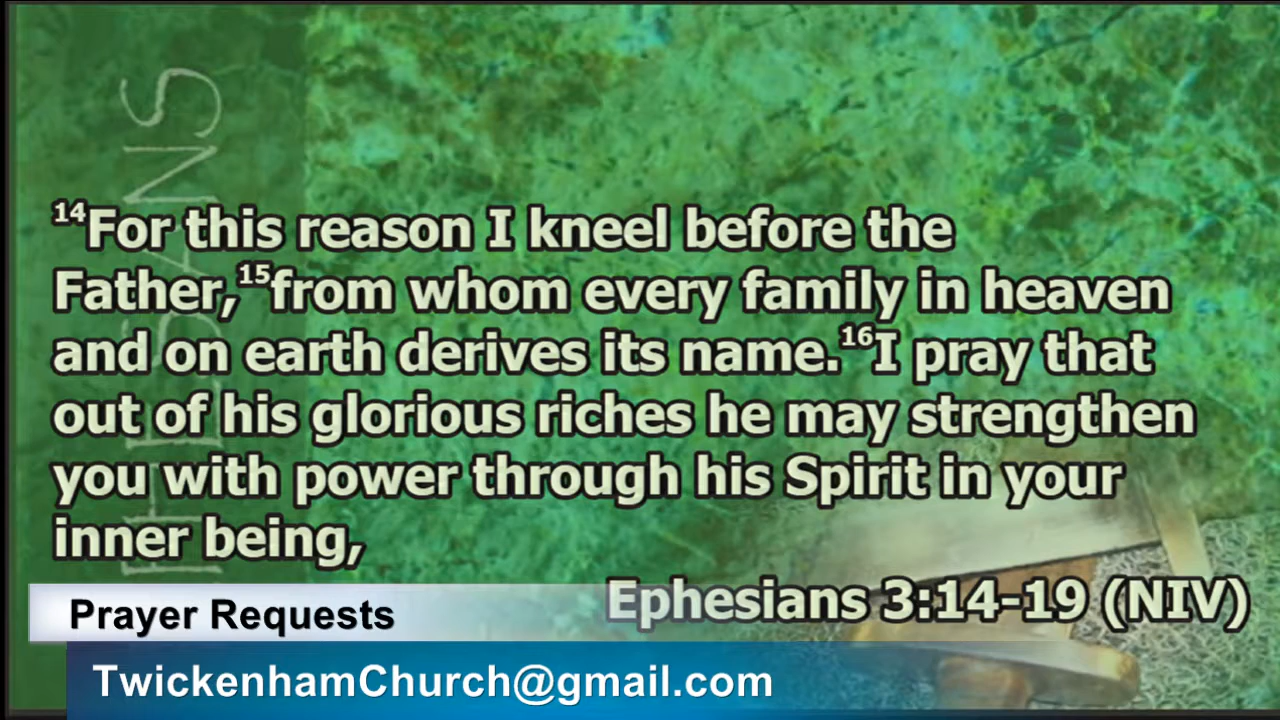 ¹⁴For this reason I kneel before the
Father,¹⁵from whom every family in heaven
and on earth derives its name.¹⁶I pray that
out of his glorious riches he may strengthen
you with power through his Spirit in your
inner being,
Ephesians 3:14-19 (NIV)
Prayer Requests
TwickenhamChurch@gmail.com